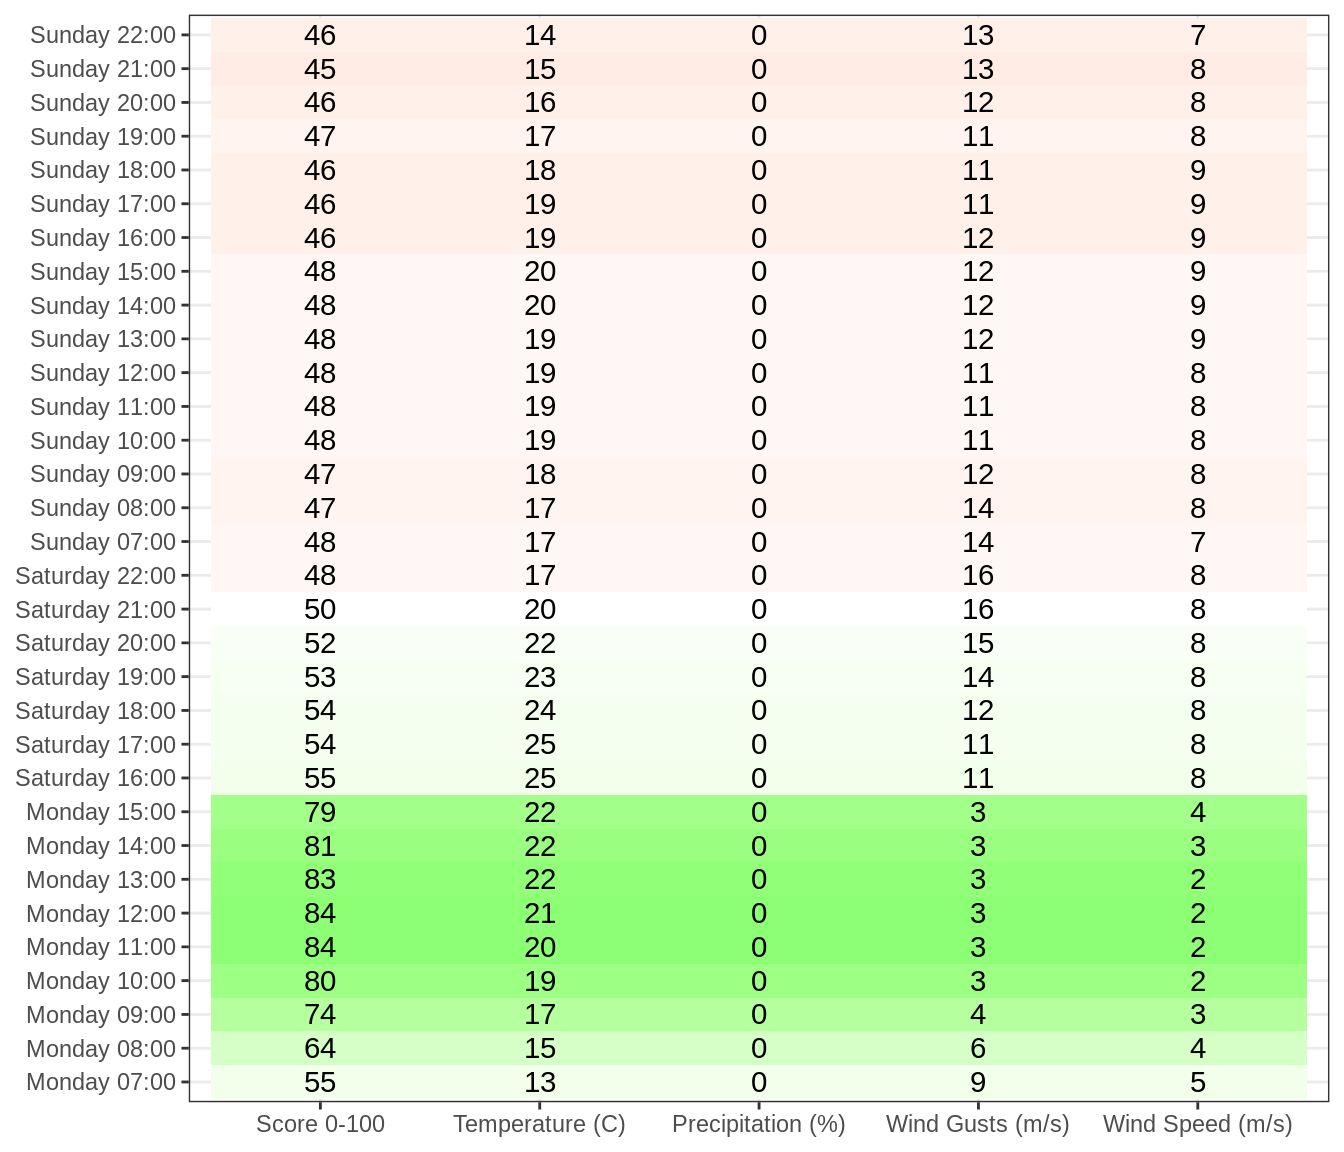 Sunday 22:00 46 14 0 13 7
Sunday 21:00 45 15 0 13 8
Sunday 20:00 46 16 0 12 8
Sunday 19:00 47 17 0 11 8
Sunday 18:00 46 18 0 11 9
Sunday 17:00 46 19 0 11 9
Sunday 16:00 46 19 0 12 9
Sunday 15:00 48 20 0 12 9
Sunday 14:00 48 20 0 12 9
Sunday 13:00 48 19 0 12 9
Sunday 12:00 48 19 0 11 8
Sunday 11:00 48 19 0 11 8
Sunday 10:00 48 19 0 11 8
Sunday 09:00 47 18 0 12 8
Sunday 08:00 47 17 0 14 8
Sunday 07:00 48 17 0 14 7
Saturday 22:00 48 17 0 16 8
Saturday 21:00 50 20 0 16 8
Saturday 20:00 52 22 0 15 8
Saturday 19:00 53 23 0 14 8
Saturday 18:00 54 24 0 12 8
Saturday 17:00 54 25 0 11 8
Saturday 16:00 55 25 0 11 8
Monday 15:00 79 22 0 3 4
Monday 14:00 81 22 0 3 3
Monday 13:00 83 22 0 3 2
Monday 12:00 84 21 0 3 2
Monday 11:00 84 20 0 3 2
Monday 10:00 80 19 0 3 2
Monday 09:00 74 17 0 4 3
Monday 08:00 64 15 0 6 4
Monday 07:00 55 13 0 9 5
Score 0-100 Temperature (C) Precipitation (%) Wind Gusts (m/s) Wind Speed (m/s)